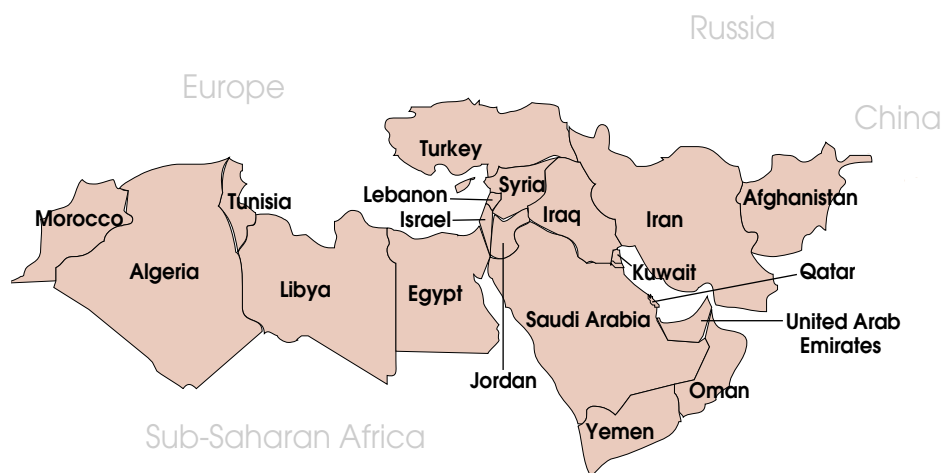 Russia
Europe
China
Turkey
Syria
Lebanon
Afghanistan
Tunisia
Morocco
Israel
Iraq
Iran
Algeria
Kuwait
Qatar
Libya
Egypt
Saudi Arabia
United Arab
Emirates
Jordan
Oman
Yemen
Sub-Saharan Africa